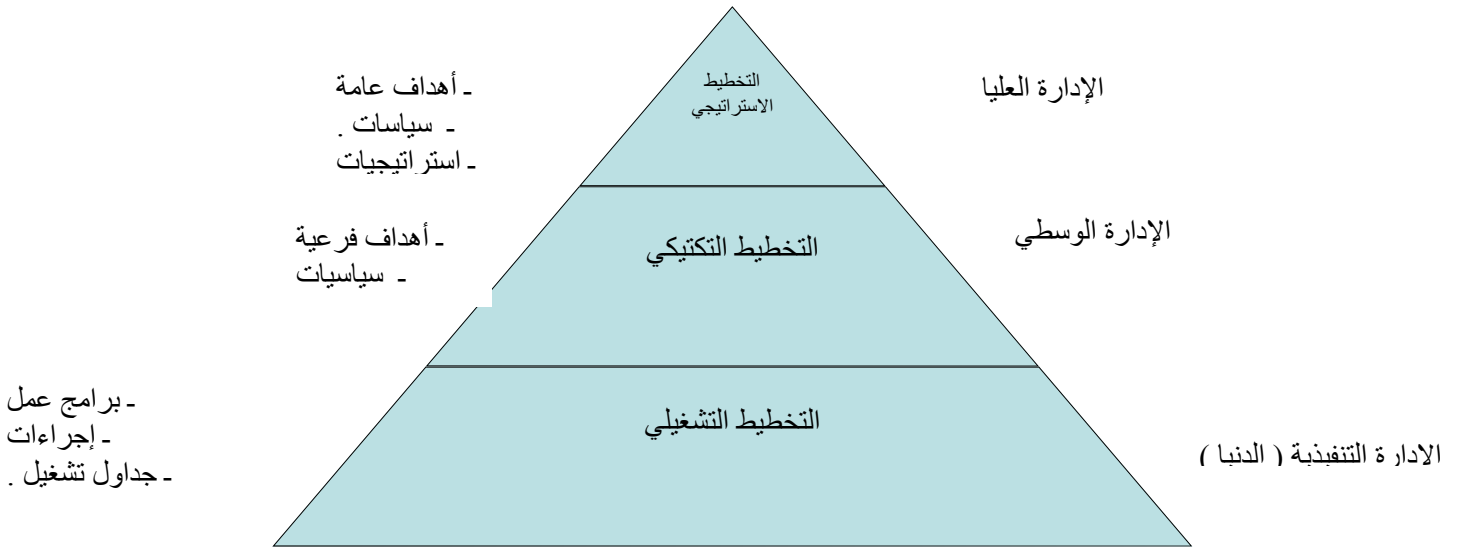 الإدارة العليا
التخطيط
الاستراتيجي
ـ أهداف عامة
ـ سياسات .
ـ استراتيجيات
الإدارة الوسطي
التخطيط التكتيكي
ـ أهداف فرعية
ـ سياسيات
الادارة التنفيذية ( الدنيا )
التخطيط التشغيلي
ـ برامج عمل
ـ إجراءات
ـ جداول تشغيل .